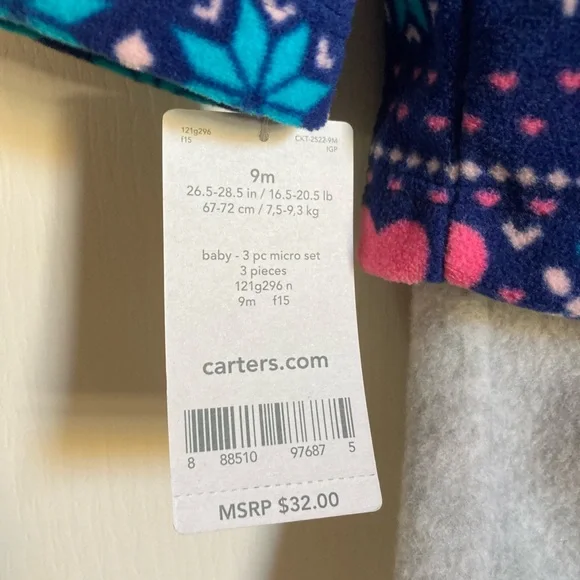 121g296
f15
CKT-2522-9M
IGP
9m
26.5-28.5 in / 16.5-20.5 lb
67-72 cm / 7,5-9,3 kg
baby - 3 pc micro set
3 pieces
121g296 n
9m f15
carters.com
8 88510 97687 5
MSRP $32.00